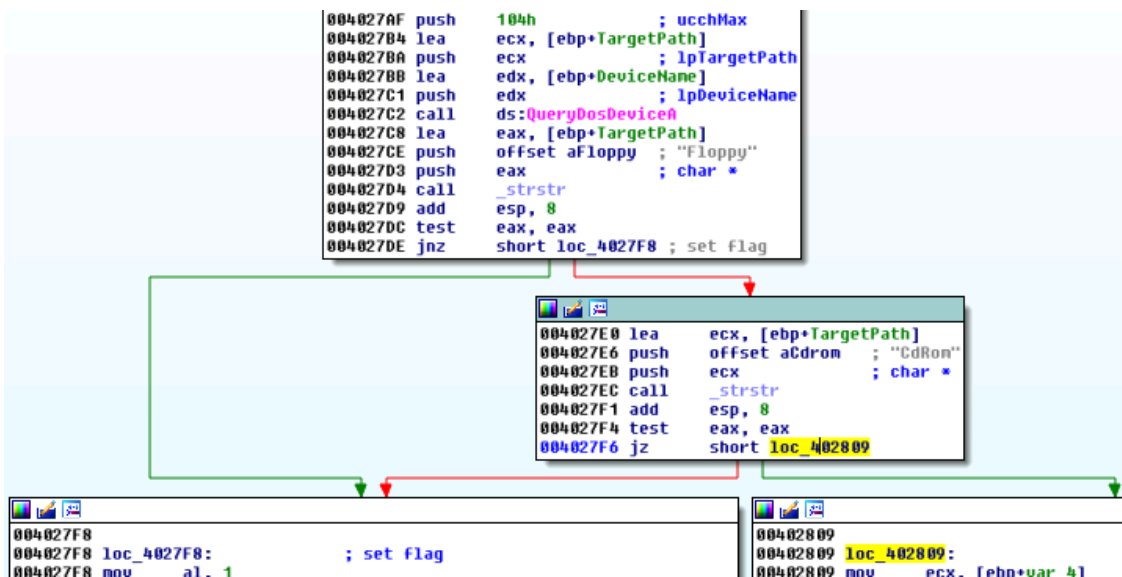 004027AF push 104h ; ucchMax
004027B4 lea ecx, [ebp+TargetPath]
004027BA push ecx ; lpTargetPath
004027BB lea edx, [ebp+DeviceName]
004027C1 push edx ; lpDeviceName
004027C2 call ds:QueryDosDeviceA
004027C8 lea eax, [ebp+TargetPath]
004027CE push offset aFloppy ; "Floppy"
004027D3 push eax ; char *
004027D4 call _strstr
004027D9 add esp, 8
004027DC test eax, eax
004027DE jnz short loc_4027F8 ; set flag
004027E0 lea ecx, [ebp+TargetPath]
004027E6 push offset aCdrom ; "CdRom"
004027EB push ecx ; char *
004027EC call _strstr
004027F1 add esp, 8
004027F4 test eax, eax
004027F6 jz short loc_402809
004027F8
004027F8 loc_4027F8: ; set flag
004027F8 mov al, 1
00402809
00402809 loc_402809:
00402809 mov ecx, [ebp+var_4]